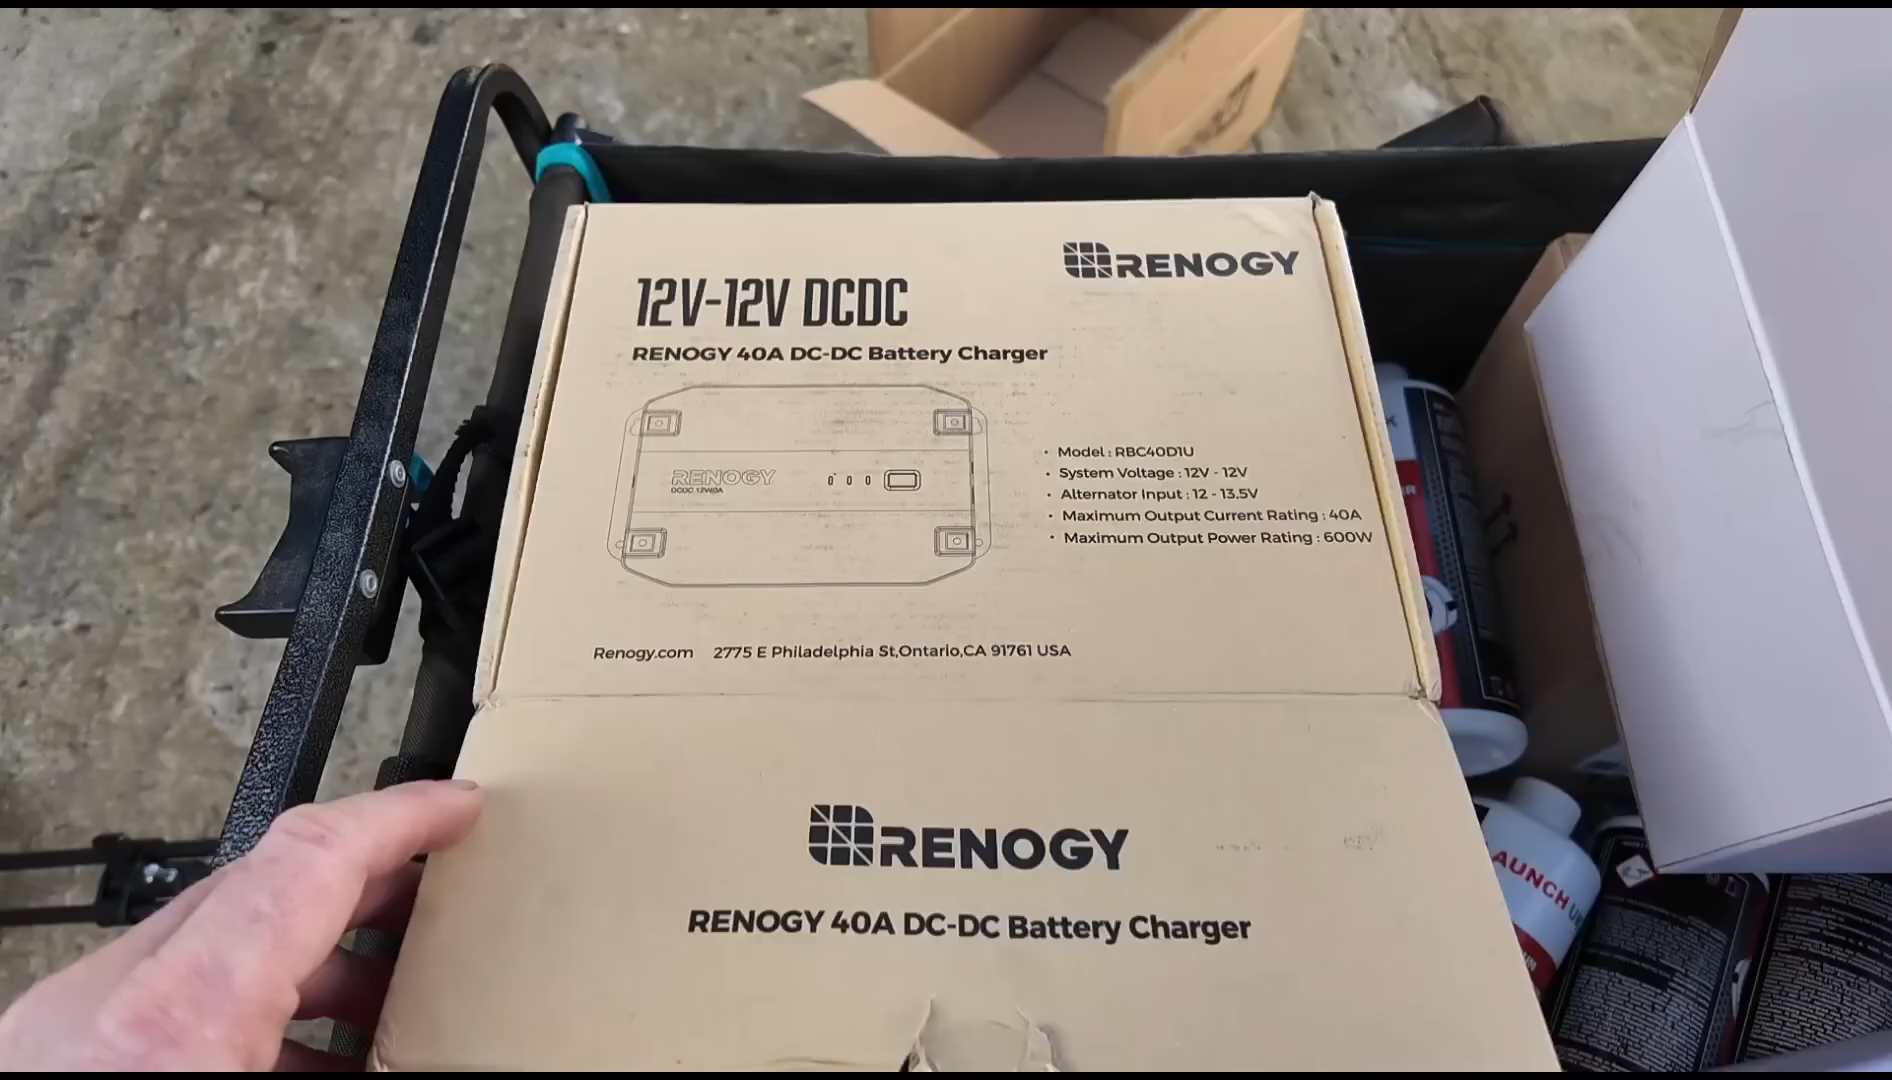 RENOGY
12V-12V DCDC
RENOGY 40A DC-DC Battery Charger
RENOGY
DCDC 12V40A
• Model : RBC40D1U
• System Voltage : 12V - 12V
• Alternator Input : 12 - 13.5V
• Maximum Output Current Rating : 40A
• Maximum Output Power Rating : 600W
Renogy.com 2775 E Philadelphia St,Ontario,CA 91761 USA
RENOGY
RENOGY 40A DC-DC Battery Charger
AUNCH